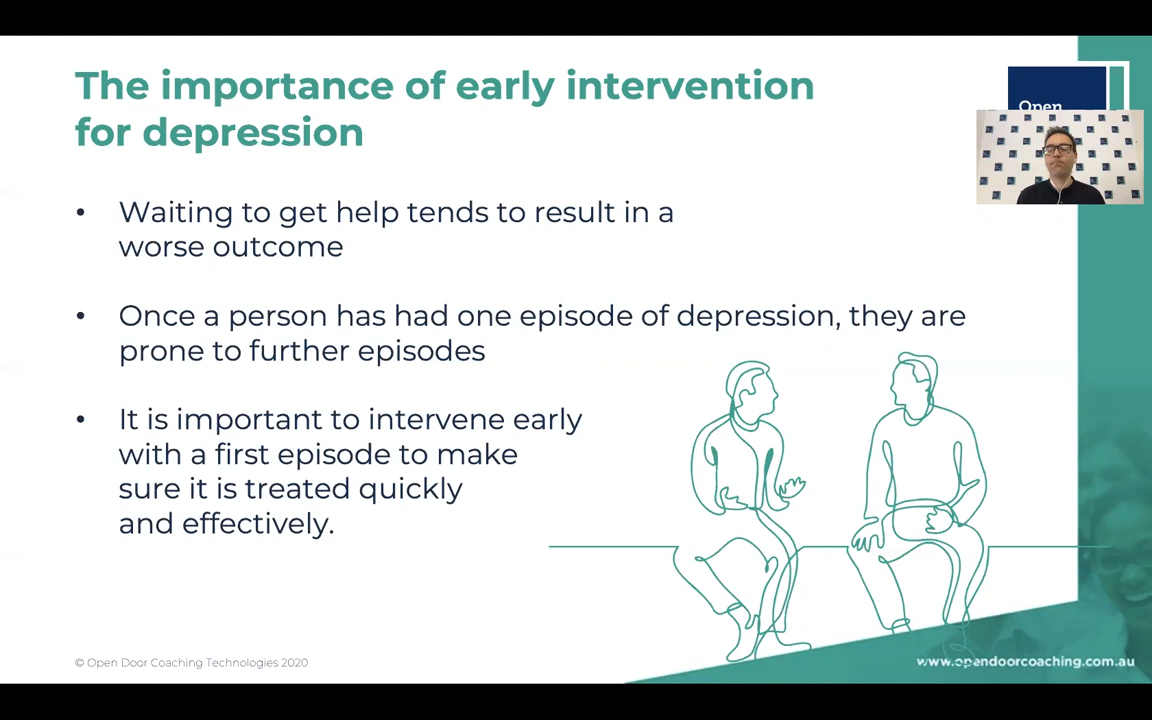 The importance of early intervention
for depression
Open
• Waiting to get help tends to result in a
worse outcome
• Once a person has had one episode of depression, they are
prone to further episodes
• It is important to intervene early
with a first episode to make
sure it is treated quickly
and effectively.
© Open Door Coaching Technologies 2020
www.opendoorcoaching.com.au